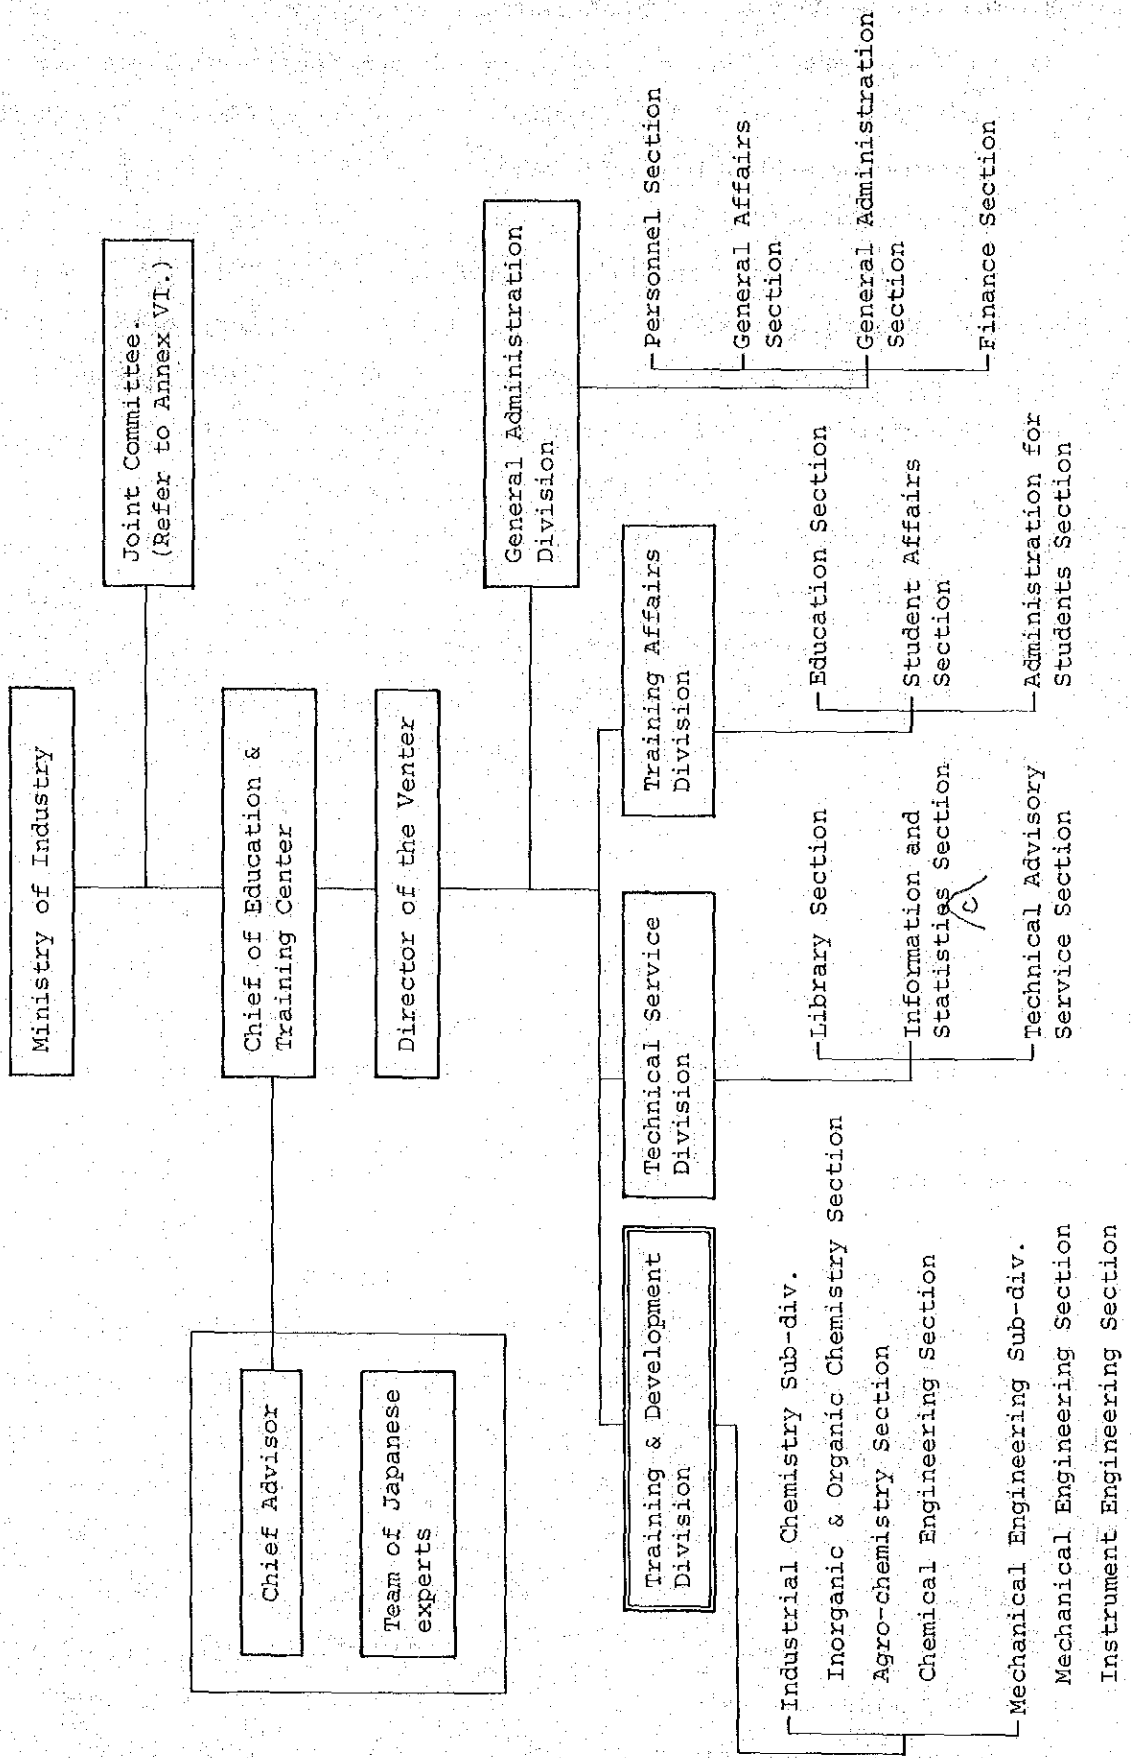 Ministry of Industry
Joint Committee.
(Refer to Annex VI.)
Chief Advisor
Team of Japanese
experts
Chief of Education &
Training Center
Director of the Venter
General Administration
Division
Training & Development
Division
Technical Service
Division
Training Affairs
Division
Industrial Chemistry Sub-div.
Inorganic & Organic Chemistry Section
Agro-chemistry Section
Chemical Engineering Section
Mechanical Engineering Sub-div.
Mechanical Engineering Section
Instrument Engineering Section
Library Section
Information and
Statisties Section
c
Technical Advisory
Service Section
Education Section
Student Affairs
Section
Administration for
Students Section
Personnel Section
General Affairs
Section
General Administration
Section
Finance Section